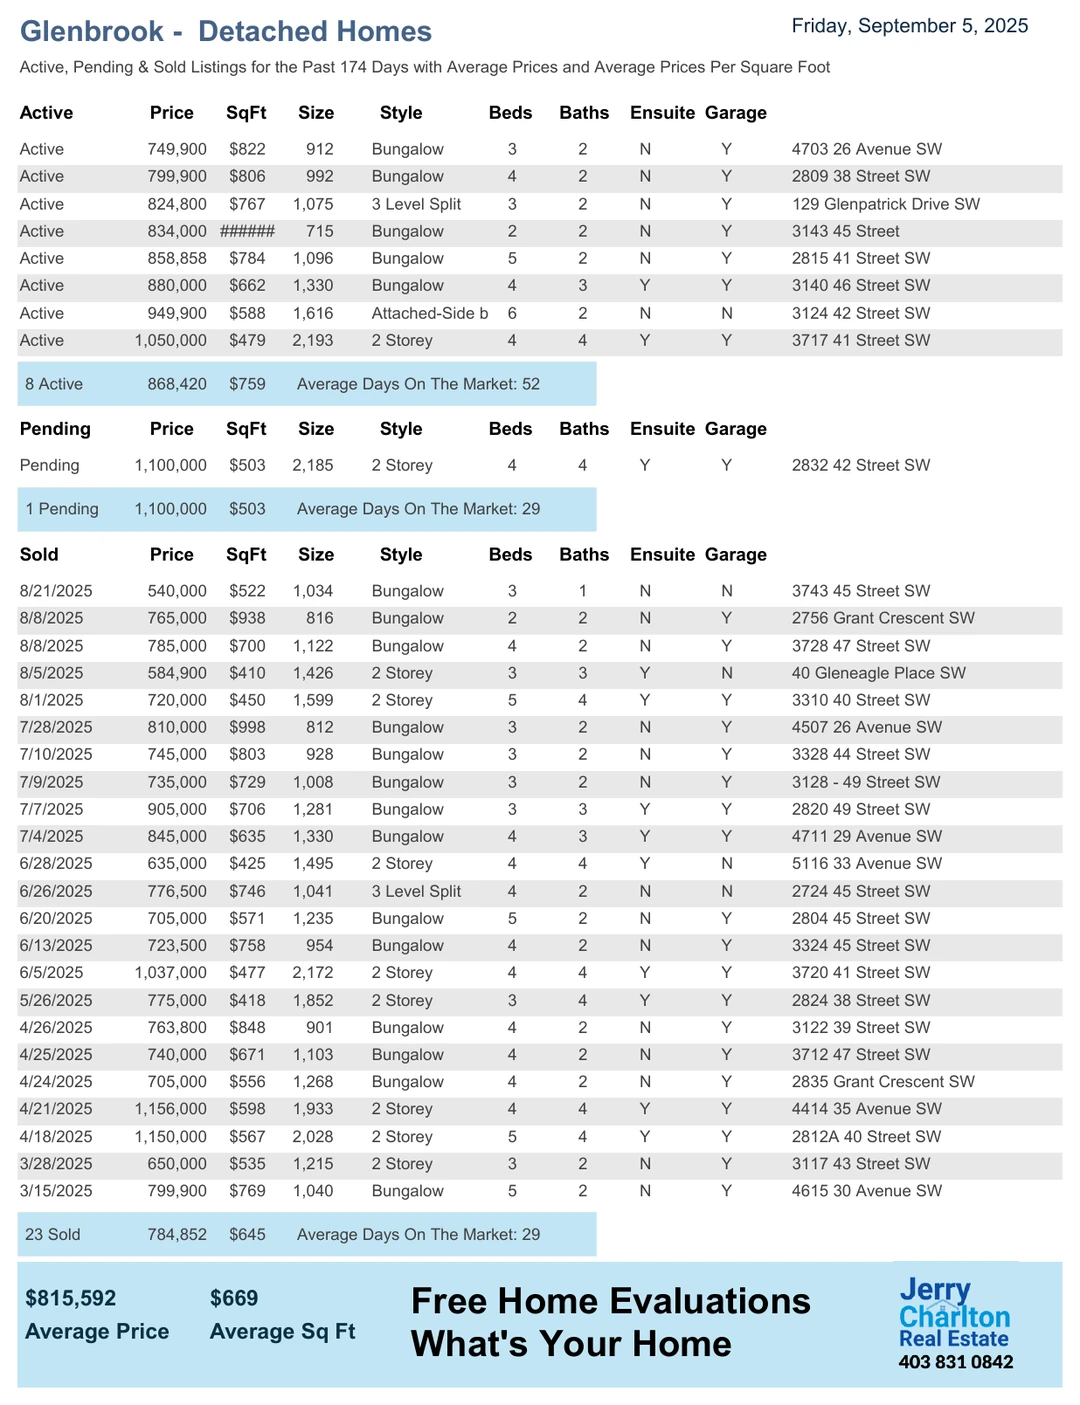 Glenbrook - Detached Homes Friday, September 5, 2025
Active, Pending & Sold Listings for the Past 174 Days with Average Prices and Average Prices Per Square Foot
Active Price SqFt Size Style Beds Baths Ensuite Garage
Active 749,900 $822 912 Bungalow 3 2 N Y 4703 26 Avenue SW
Active 799,900 $806 992 Bungalow 4 2 N Y 2809 38 Street SW
Active 824,800 $767 1,075 3 Level Split 3 2 N Y 129 Glenpatrick Drive SW
Active 834,000 ###### 715 Bungalow 2 2 N Y 3143 45 Street
Active 858,858 $784 1,096 Bungalow 5 2 N Y 2815 41 Street SW
Active 880,000 $662 1,330 Bungalow 4 3 Y Y 3140 46 Street SW
Active 949,900 $588 1,616 Attached-Side b 6 2 N N 3124 42 Street SW
Active 1,050,000 $479 2,193 2 Storey 4 4 Y Y 3717 41 Street SW
8 Active 868,420 $759 Average Days On The Market: 52
Pending Price SqFt Size Style Beds Baths Ensuite Garage
Pending 1,100,000 $503 2,185 2 Storey 4 4 Y Y 2832 42 Street SW
1 Pending 1,100,000 $503 Average Days On The Market: 29
Sold Price SqFt Size Style Beds Baths Ensuite Garage
8/21/2025 540,000 $522 1,034 Bungalow 3 1 N N 3743 45 Street SW
8/8/2025 765,000 $938 816 Bungalow 2 2 N Y 2756 Grant Crescent SW
8/8/2025 785,000 $700 1,122 Bungalow 4 2 N Y 3728 47 Street SW
8/5/2025 584,900 $410 1,426 2 Storey 3 3 Y N 40 Gleneagle Place SW
8/1/2025 720,000 $450 1,599 2 Storey 5 4 Y Y 3310 40 Street SW
7/28/2025 810,000 $998 812 Bungalow 3 2 N Y 4507 26 Avenue SW
7/10/2025 745,000 $803 928 Bungalow 3 2 N Y 3328 44 Street SW
7/9/2025 735,000 $729 1,008 Bungalow 3 2 N Y 3128 - 49 Street SW
7/7/2025 905,000 $706 1,281 Bungalow 3 3 Y Y 2820 49 Street SW
7/4/2025 845,000 $635 1,330 Bungalow 4 3 Y Y 4711 29 Avenue SW
6/28/2025 635,000 $425 1,495 2 Storey 4 4 Y N 5116 33 Avenue SW
6/26/2025 776,500 $746 1,041 3 Level Split 4 2 N N 2724 45 Street SW
6/20/2025 705,000 $571 1,235 Bungalow 5 2 N Y 2804 45 Street SW
6/13/2025 723,500 $758 954 Bungalow 4 2 N Y 3324 45 Street SW
6/5/2025 1,037,000 $477 2,172 2 Storey 4 4 Y Y 3720 41 Street SW
5/26/2025 775,000 $418 1,852 2 Storey 3 4 Y Y 2824 38 Street SW
4/26/2025 763,800 $848 901 Bungalow 4 2 N Y 3122 39 Street SW
4/25/2025 740,000 $671 1,103 Bungalow 4 2 N Y 3712 47 Street SW
4/24/2025 705,000 $556 1,268 Bungalow 4 2 N Y 2835 Grant Crescent SW
4/21/2025 1,156,000 $598 1,933 2 Storey 4 4 Y Y 4414 35 Avenue SW
4/18/2025 1,150,000 $567 2,028 2 Storey 5 4 Y Y 2812A 40 Street SW
3/28/2025 650,000 $535 1,215 2 Storey 3 2 N Y 3117 43 Street SW
3/15/2025 799,900 $769 1,040 Bungalow 5 2 N Y 4615 30 Avenue SW
23 Sold 784,852 $645 Average Days On The Market: 29
$815,592 $669
Average Price Average Sq Ft
Free Home Evaluations
What's Your Home
Jerry
Charlton
Real Estate
403 831 0842